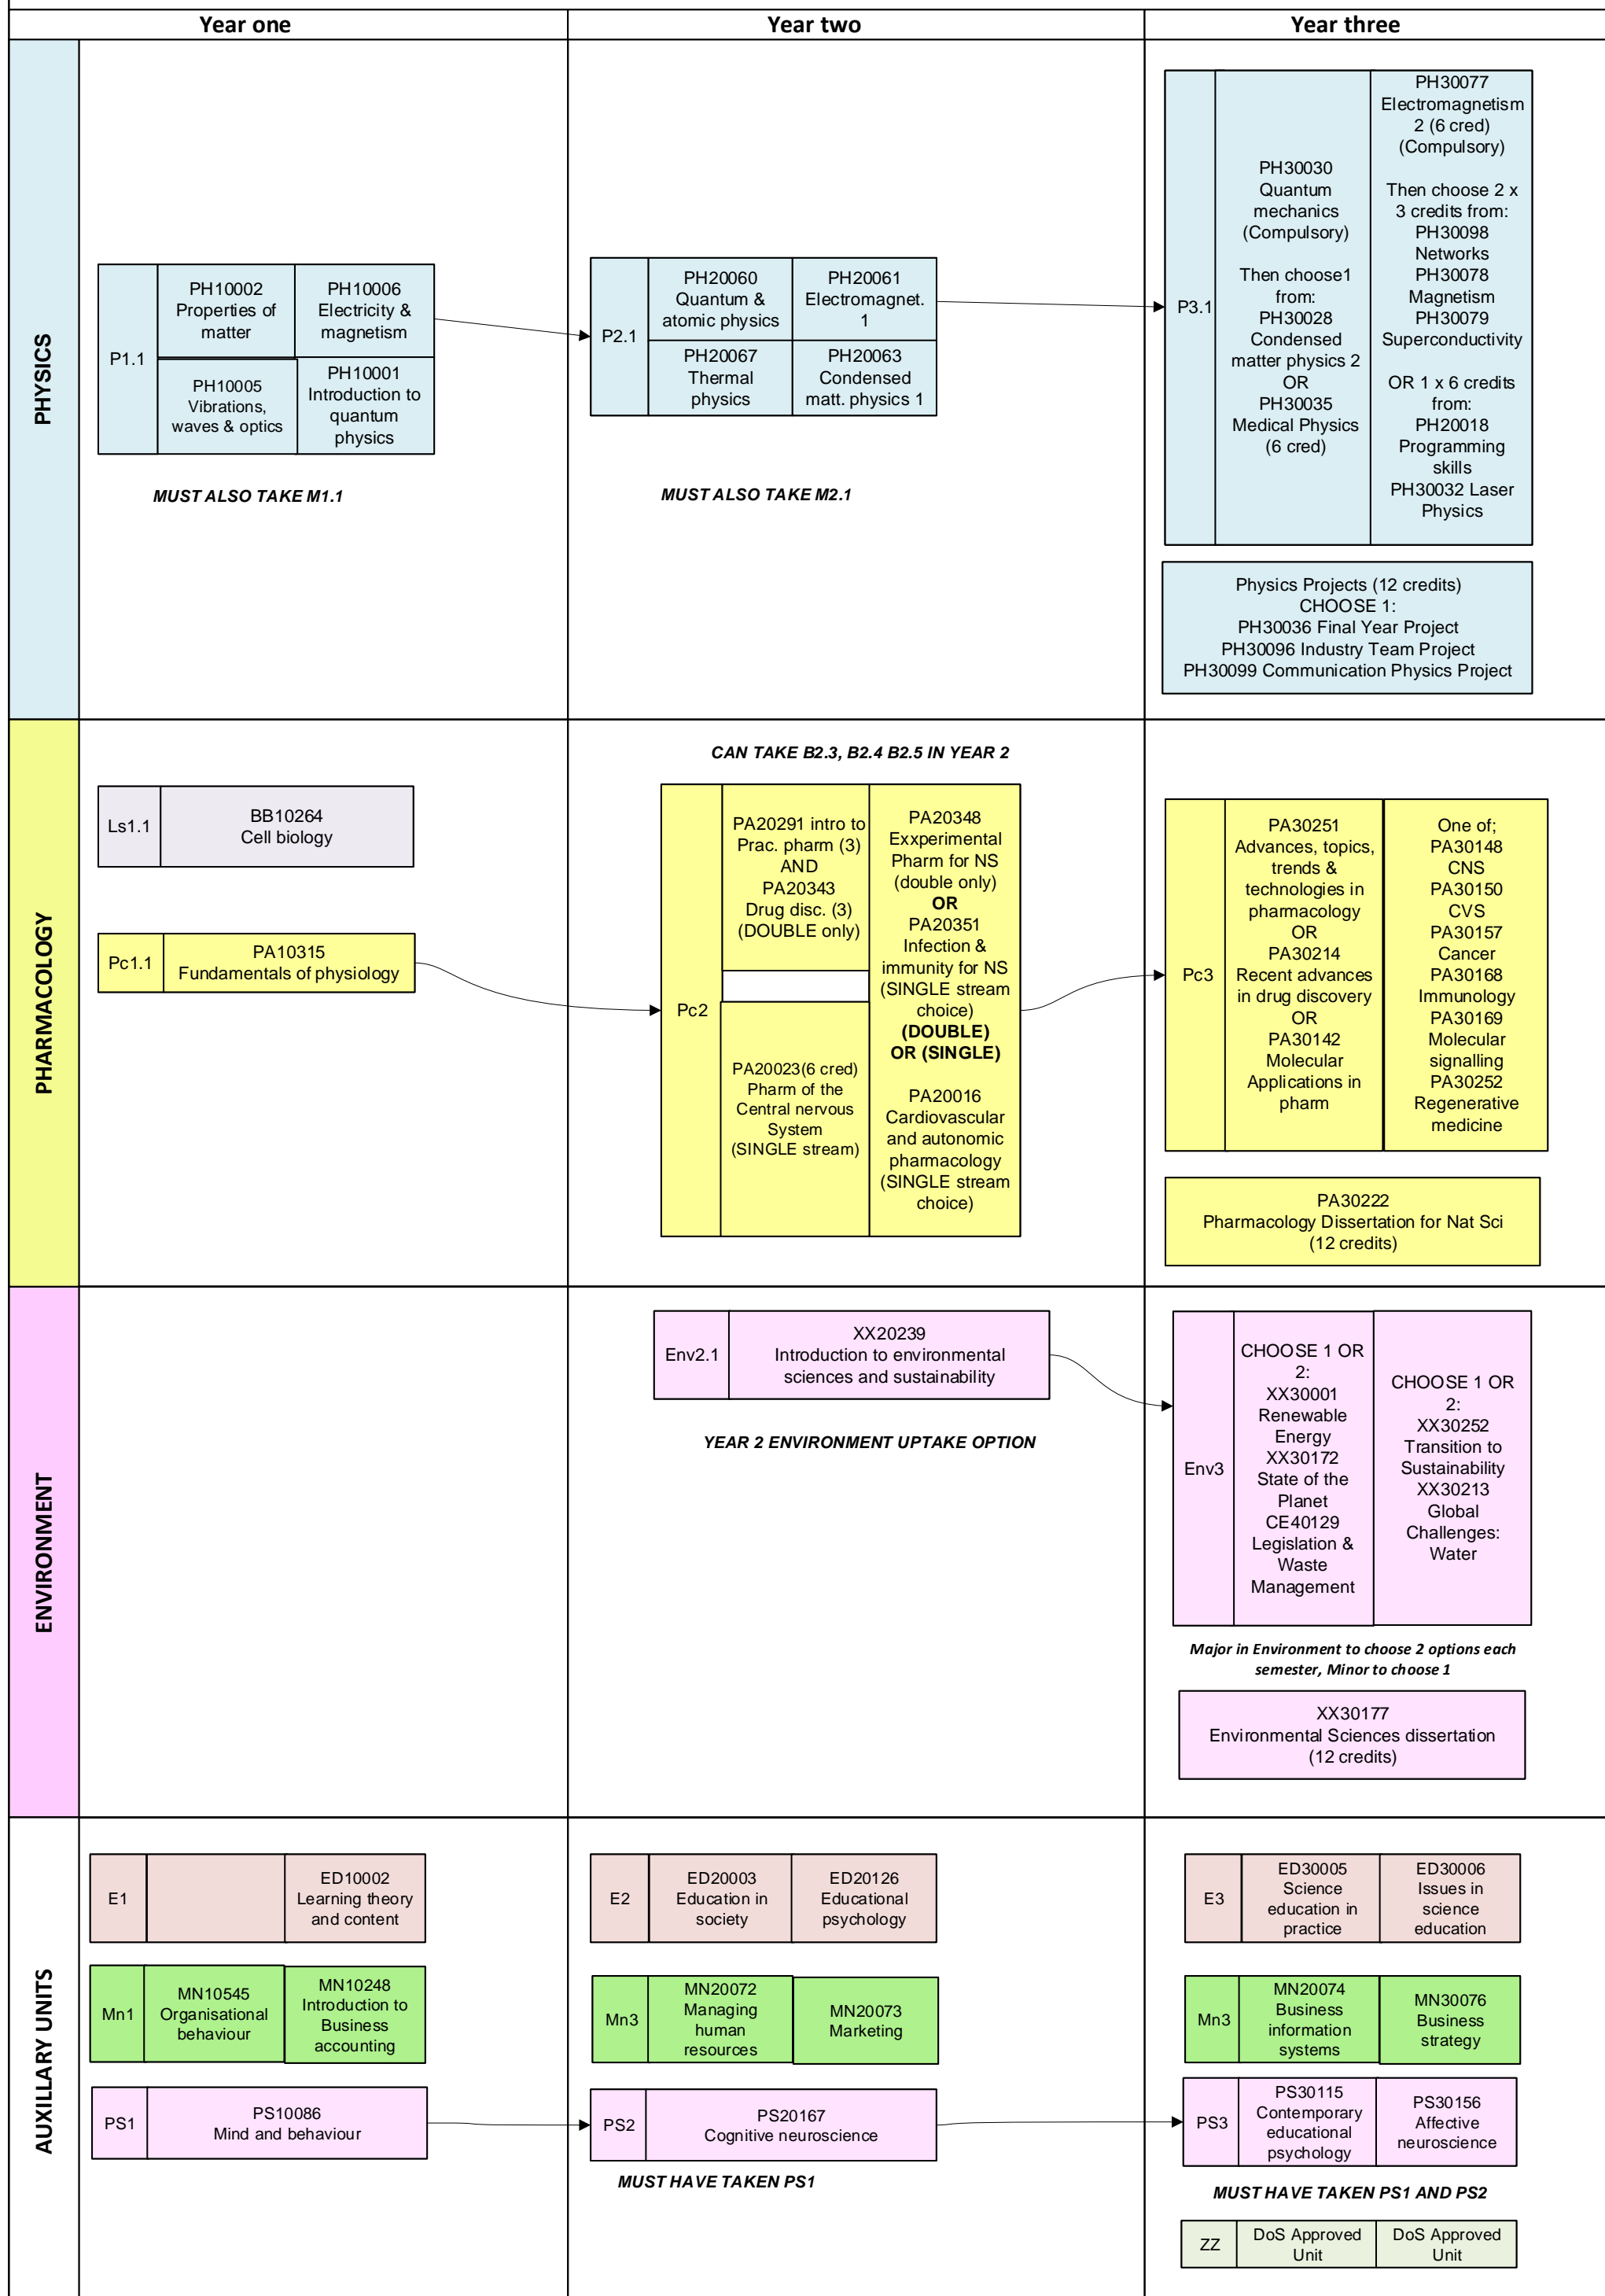 Year one
Year two
Year three
PHYSICS
P1.1
PH10002
Properties of
matter
PH10006
Electricity &
magnetism
PH10005
Vibrations,
waves & optics
PH10001
Introduction to
quantum
physics
MUST ALSO TAKE M1.1
P2.1
PH20060
Quantum &
atomic physics
PH20061
Electromagnet.
1
PH20067
Thermal
physics
PH20063
Condensed
matt. physics 1
MUST ALSO TAKE M2.1
P3.1
PH30030
Quantum
mechanics
(Compulsory)
Then choose1
from:
PH30028
Condensed
matter physics 2
OR
PH30035
Medical Physics
(6 cred)
PH30077
Electromagnetism
2 (6 cred)
(Compulsory)
Then choose 2 x
3 credits from:
PH30098
Networks
PH30078
Magnetism
PH30079
Superconductivity
OR 1 x 6 credits
from:
PH20018
Programming
skills
PH30032 Laser
Physics
Physics Projects (12 credits)
CHOOSE 1:
PH30036 Final Year Project
PH30096 Industry Team Project
PH30099 Communication Physics Project
PHARMACOLOGY
Ls1.1
BB10264
Cell biology
Pc1.1
PA10315
Fundamentals of physiology
CAN TAKE B2.3, B2.4 B2.5 IN YEAR 2
Pc2
PA20291 intro to
Prac. pharm (3)
AND
PA20343
Drug disc. (3)
(DOUBLE only)
PA20023(6 cred)
Pharm of the
Central nervous
System
(SINGLE stream)
PA20348
Exxperimental
Pharm for NS
(double only)
OR
PA20351
Infection &
immunity for NS
(SINGLE stream
choice)
(DOUBLE)
OR (SINGLE)
PA20016
Cardiovascular
and autonomic
pharmacology
(SINGLE stream
choice)
Pc3
PA30251
Advances, topics,
trends &
technologies in
pharmacology
OR
PA30214
Recent advances
in drug discovery
OR
PA30142
Molecular
Applications in
pharm
One of;
PA30148
CNS
PA30150
CVS
PA30157
Cancer
PA30168
Immunology
PA30169
Molecular
signalling
PA30252
Regenerative
medicine
PA30222
Pharmacology Dissertation for Nat Sci
(12 credits)
ENVIRONMENT
Env2.1
XX20239
Introduction to environmental
sciences and sustainability
YEAR 2 ENVIRONMENT UPTAKE OPTION
Env3
CHOOSE 1 OR
2:
XX30001
Renewable
Energy
XX30172
State of the
Planet
CE40129
Legislation &
Waste
Management
CHOOSE 1 OR
2:
XX30252
Transition to
Sustainability
XX30213
Global
Challenges:
Water
Major in Environment to choose 2 options each
semester, Minor to choose 1
XX30177
Environmental Sciences dissertation
(12 credits)
AUXILLARY UNITS
E1
ED10002
Learning theory
and content
E2
ED20003
Education in
society
ED20126
Educational
psychology
E3
ED30005
Science
education in
practice
ED30006
Issues in
science
education
Mn1
MN10545
Organisational
behaviour
MN10248
Introduction to
Business
accounting
Mn3
MN20072
Managing
human
resources
MN20073
Marketing
Mn3
MN20074
Business
information
systems
MN30076
Business
strategy
PS1
PS10086
Mind and behaviour
PS2
PS20167
Cognitive neuroscience
MUST HAVE TAKEN PS1
PS3
PS30115
Contemporary
educational
psychology
PS30156
Affective
neuroscience
MUST HAVE TAKEN PS1 AND PS2
ZZ
DoS Approved
Unit
DoS Approved
Unit